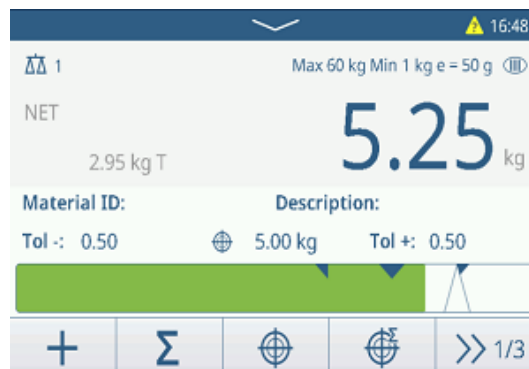 16:48
1 Max 60 kg Min 1 kg e = 50 g III
NET
5.25 kg
2.95 kg T
Material ID: Description:
Tol -: 0.50 5.00 kg Tol +: 0.50
Σ Σ 1/3